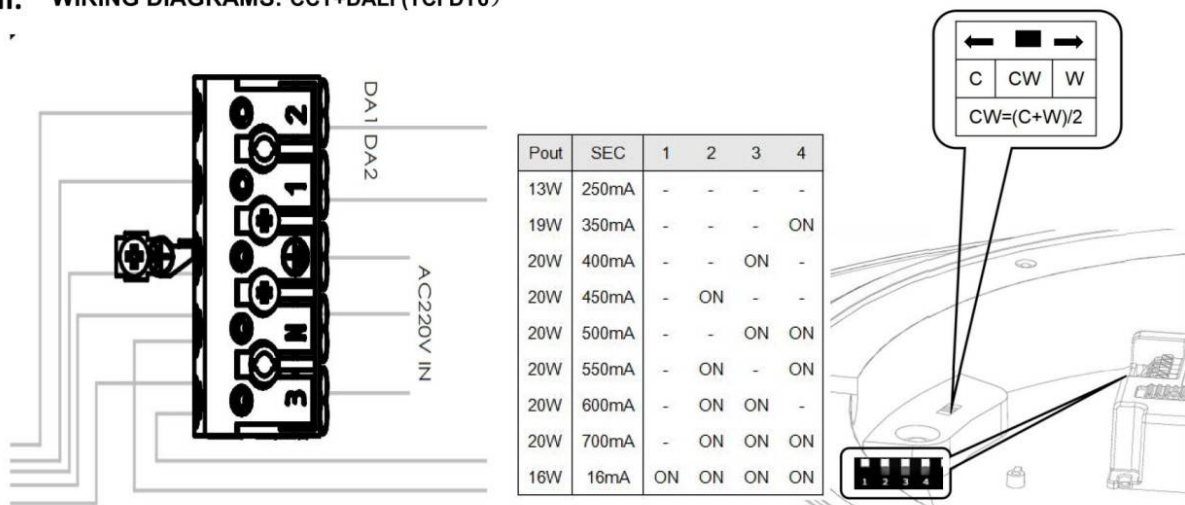 WIRING DIAGRAMS: CCT+DALI (TCI DT8)
DA1 DA2
2
1
N
3
AC220V IN
Pout SEC 1 2 3 4
13W 250mA - - - -
19W 350mA - - - ON
20W 400mA - - ON -
20W 450mA - ON - -
20W 500mA - - ON ON
20W 550mA - ON - ON
20W 600mA - ON ON -
20W 700mA - ON ON ON
16W 16mA ON ON ON ON
C CW W
CW=(C+W)/2
1 2 3 4